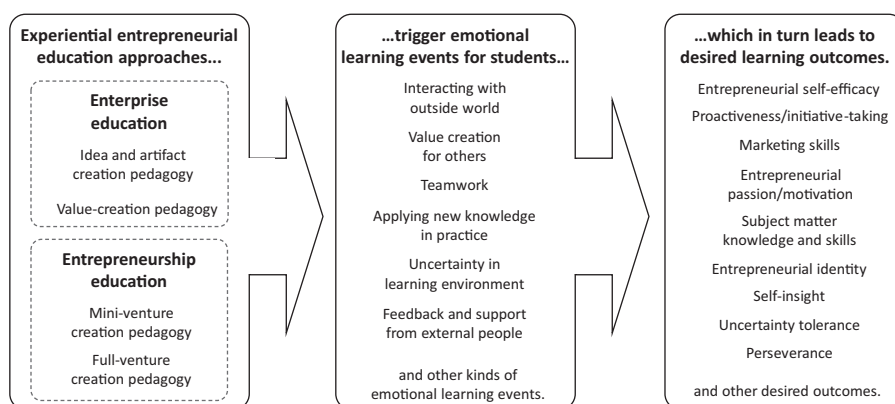 Experiential entrepreneurial
education approaches...
Enterprise
education
Idea and artifact
creation pedagogy
Value-creation pedagogy
Entrepreneurship
education
Mini-venture
creation pedagogy
Full-venture
creation pedagogy
...trigger emotional
learning events for students...
Interacting with
outside world
Value creation
for others
Teamwork
Applying new knowledge
in practice
Uncertainty in
learning environment
Feedback and support
from external people
and other kinds of
emotional learning events.
...which in turn leads to
desired learning outcomes.
Entrepreneurial self-efficacy
Proactiveness/initiative-taking
Marketing skills
Entrepreneurial
passion/motivation
Subject matter
knowledge and skills
Entrepreneurial identity
Self-insight
Uncertainty tolerance
Perseverance
and other desired outcomes.